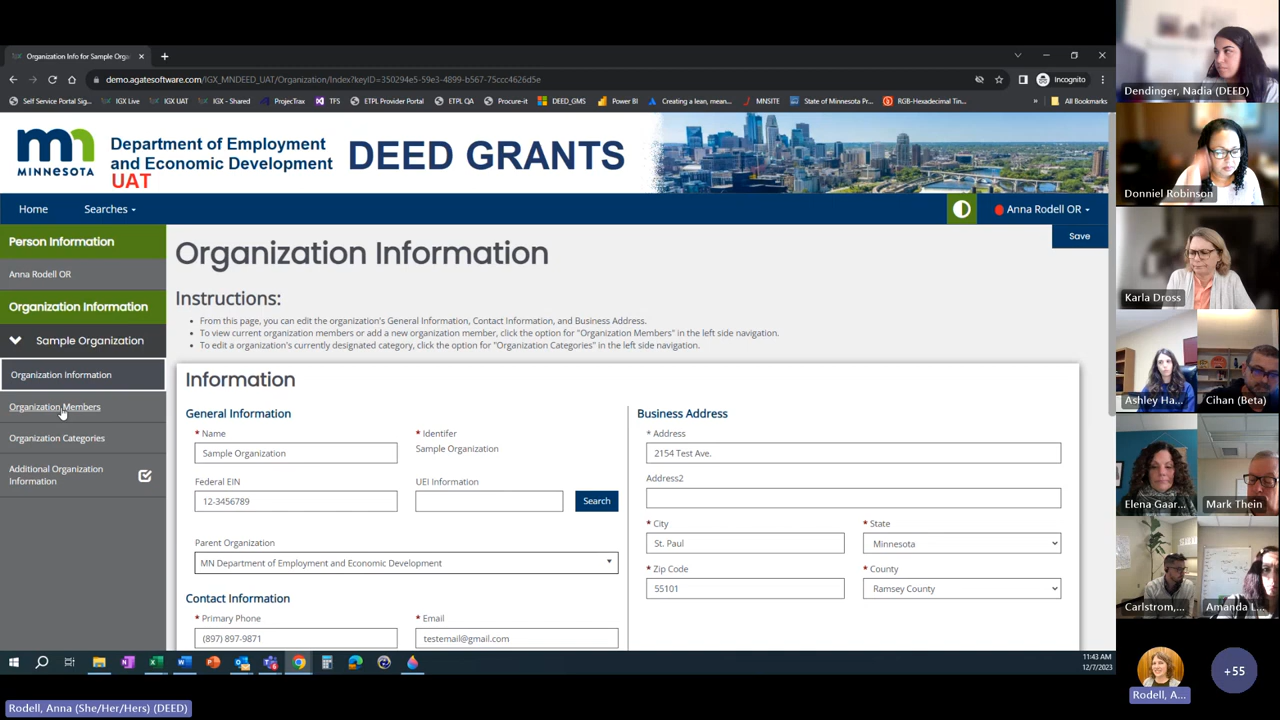 Organization Info for Sample Orga
demo.agatesoftware.com/IGX_MNDEED_UAT/Organization/Index?keyID=350294e5-59e3-4899-b567-75ccc4626d5e
Incognito
Self Service Portal Sig...
IGX Live
IGX UAT
IGX - Shared
ProjecTrax
TFS
ETPL Provider Portal
ETPL QA
Procure-it
DEED_GMS
Power BI
Creating a lean, mean...
MNSITE
State of Minnesota Pr...
RGB-Hexadecimal Tin...
»
All Bookmarks
MINNESOTA
Department of Employment
and Economic Development
UAT
DEED GRANTS
Home
Searches
Anna Rodell OR
Save
Person Information
Anna Rodell OR
Organization Information
Sample Organization
Organization Information
Organization Members
Organization Categories
Additional Organization
Information
Organization Information
Instructions:
• From this page, you can edit the organization's General Information, Contact Information, and Business Address.
• To view current organization members or add a new organization member, click the option for "Organization Members" in the left side navigation.
• To edit a organization's currently designated category, click the option for "Organization Categories" in the left side navigation.
Information
General Information
* Name
Sample Organization
* Identifer
Sample Organization
Federal EIN
12-3456789
UEI Information
Search
Parent Organization
MN Department of Employment and Economic Development
Contact Information
* Primary Phone
(897) 897-9871
* Email
testemail@gmail.com
Business Address
* Address
2154 Test Ave.
Address2
* City
St. Paul
* State
Minnesota
* Zip Code
55101
* County
Ramsey County
11:43 AM
12/7/2023
Dendinger, Nadia (DEED)
Donniel Robinson
Karla Dross
Ashley Ha...
Cihan (Beta)
Elena Gaar...
Mark Thein
Carlstrom,...
Amanda L...
Rodell, A...
+55
Rodell, Anna (She/Her/Hers) (DEED)